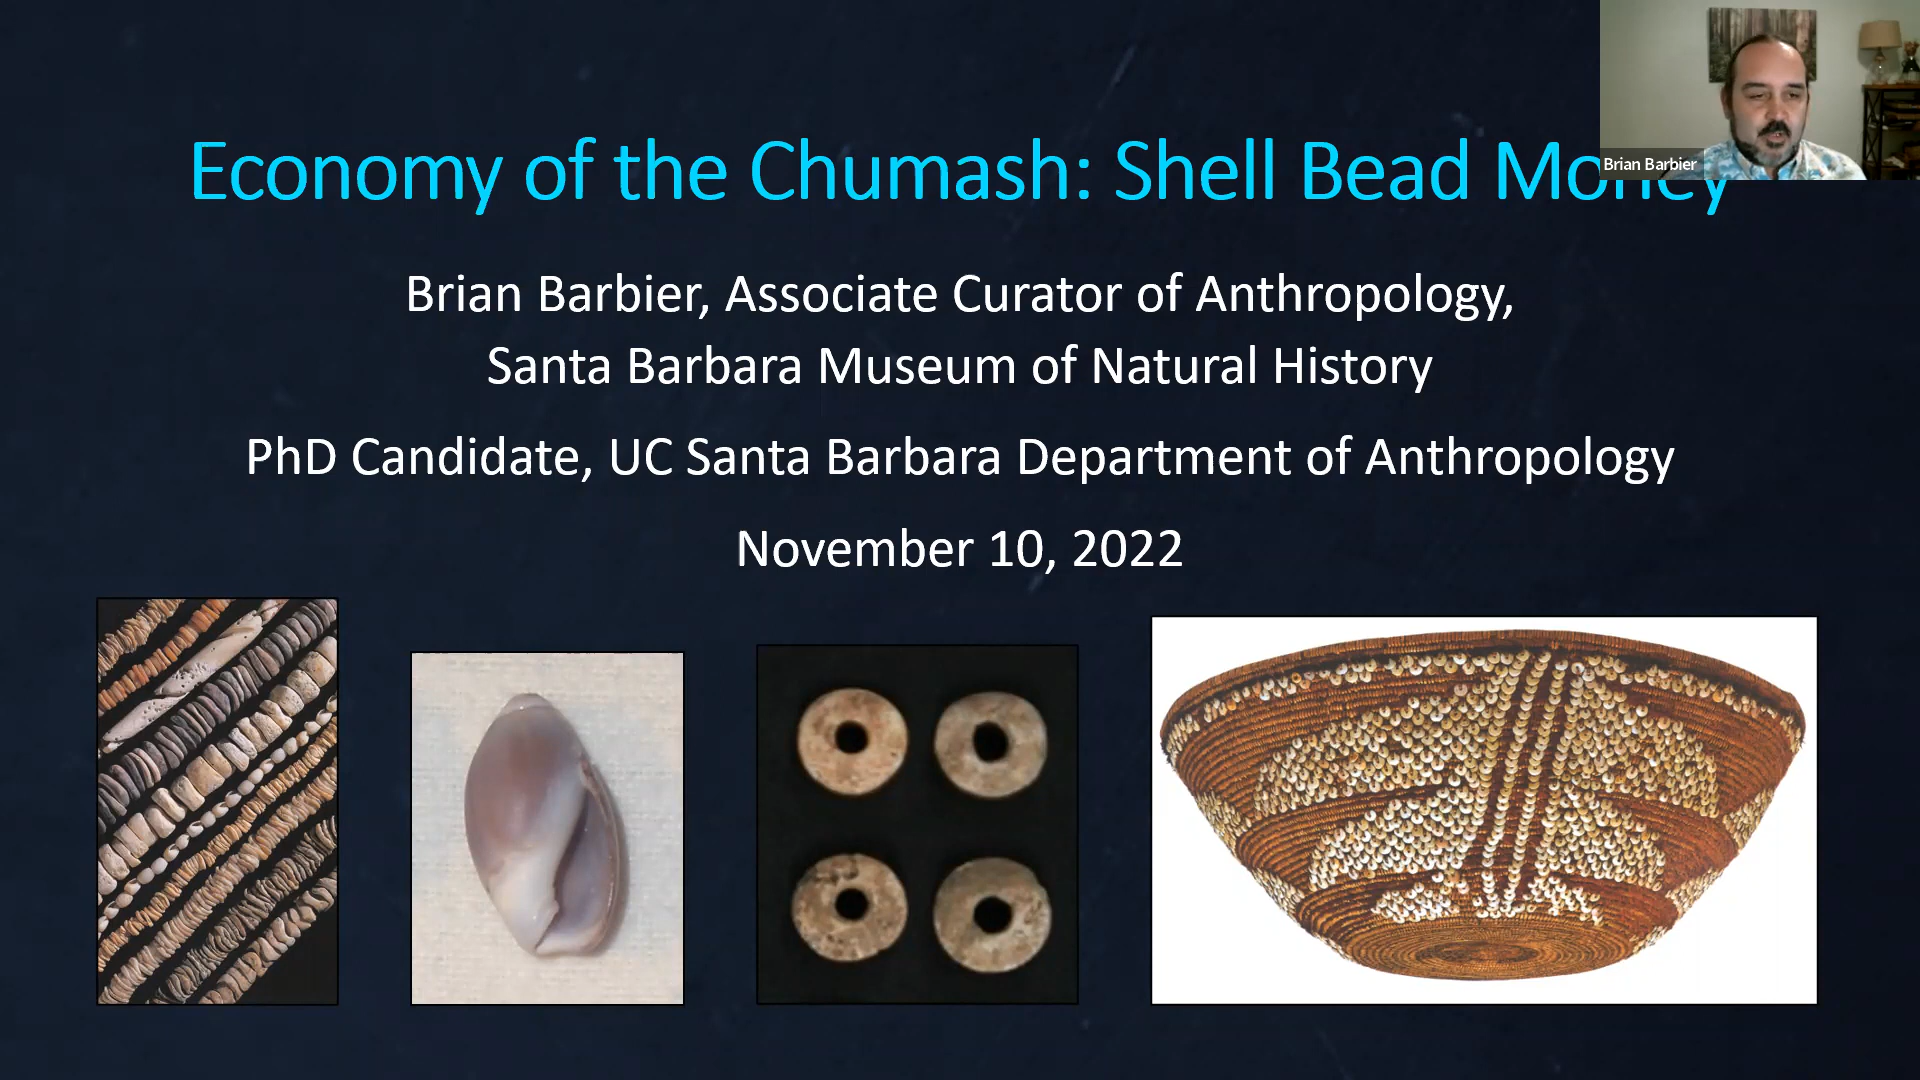 Economy of the Chumash: Shell Bead Money
Brian Barbier
Brian Barbier, Associate Curator of Anthropology,
Santa Barbara Museum of Natural History
PhD Candidate, UC Santa Barbara Department of Anthropology
November 10, 2022